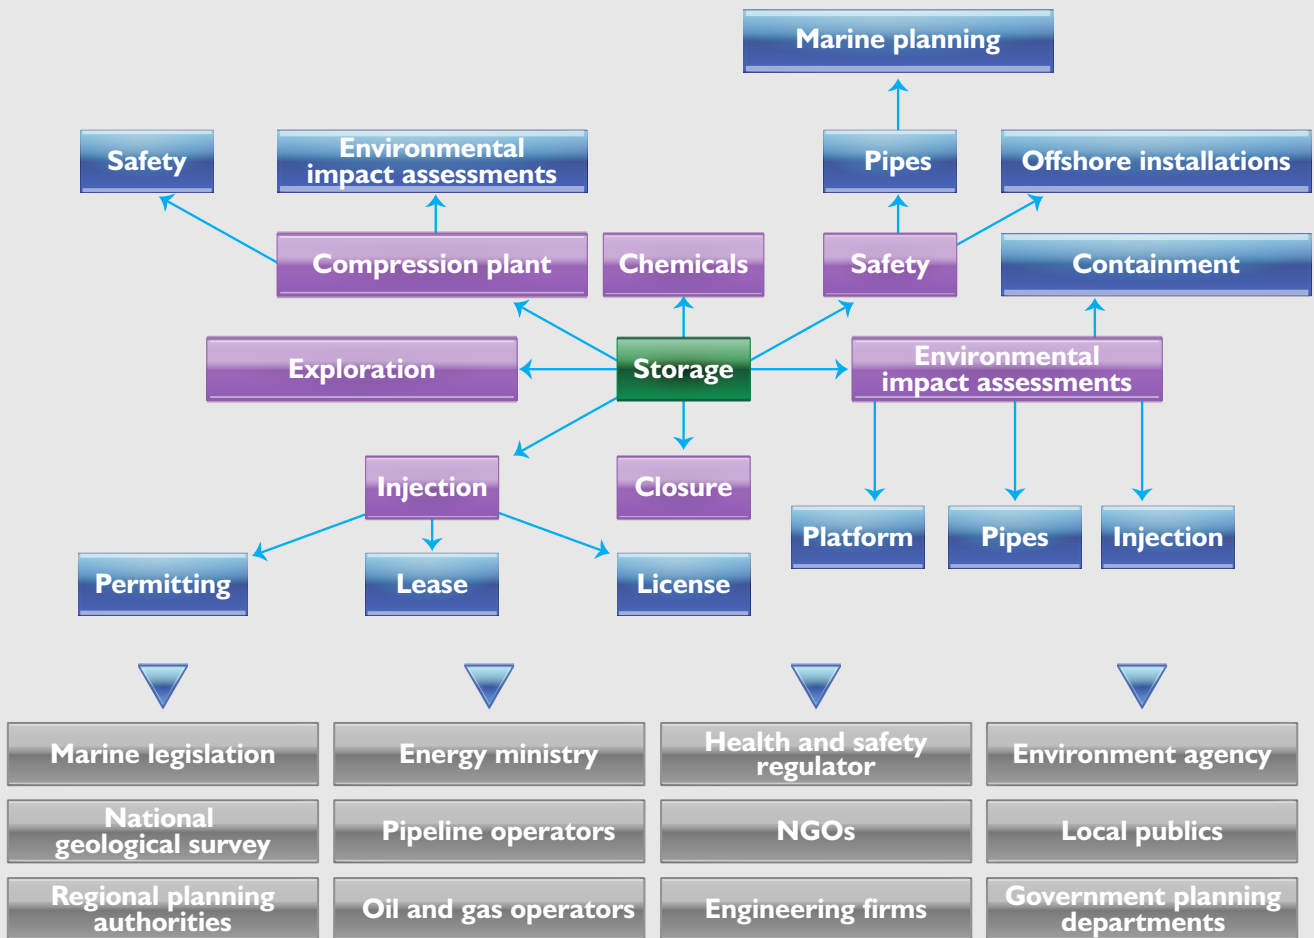 Marine planning
Safety
Environmental
impact assessments
Pipes
Offshore installations
Compression plant
Chemicals
Safety
Containment
Exploration
Storage
Environmental
impact assessments
Injection
Closure
Platform
Pipes
Injection
Permitting
Lease
License
Marine legislation
Energy ministry
Health and safety
regulator
Environment agency
National
geological survey
Pipeline operators
NGOs
Local publics
Regional planning
authorities
Oil and gas operators
Engineering firms
Government planning
departments